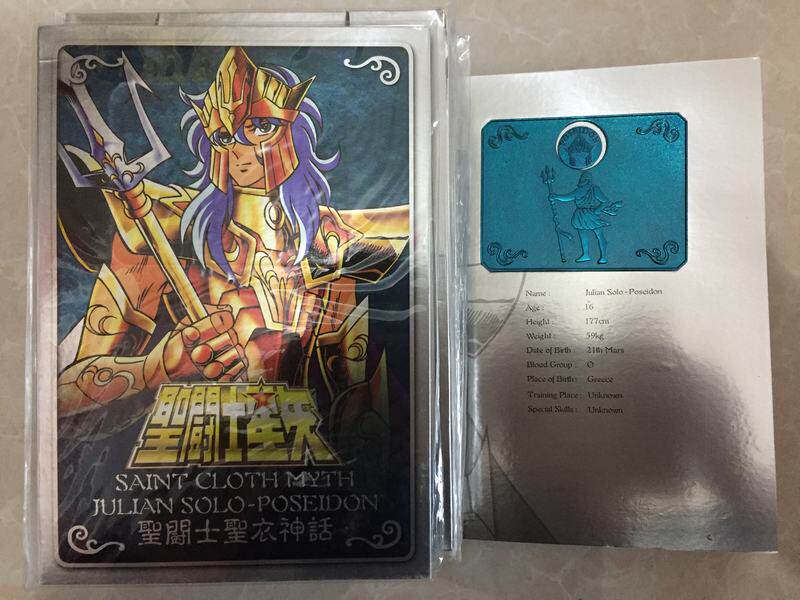 聖闘士星矢
SAINT CLOTH MYTH
JULIAN SOLO-POSEIDON
聖闘士聖衣神話
Name : Julian Solo-Poseidon
Age : 16
Height : 177cm
Weight : 59kg
Date of Birth : 21th Mars
Blood Group : O
Place of Birth : Greece
Training Place : Unknown
Special Skills : Unknown